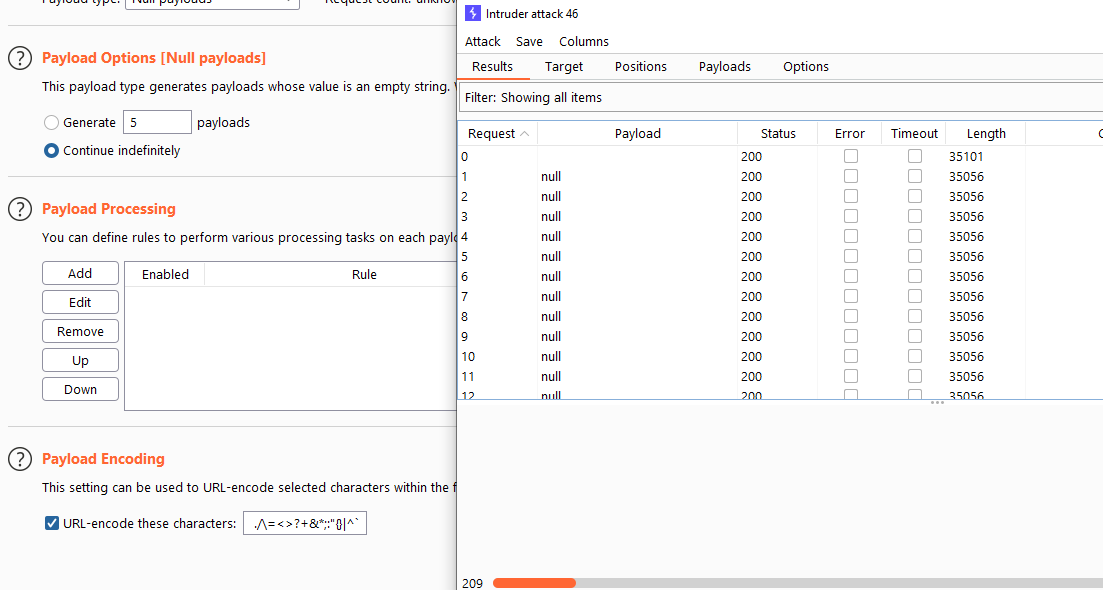 Payload type: Null payloads Request count: unknow
? Payload Options [Null payloads]
This payload type generates payloads whose value is an empty string.
Generate 5 payloads
Continue indefinitely
? Payload Processing
You can define rules to perform various processing tasks on each paylo
Add
Edit
Remove
Up
Down
Enabled Rule
? Payload Encoding
This setting can be used to URL-encode selected characters within the f
URL-encode these characters: ./\=<>?+&*;:"{}|^`
Intruder attack 46
Attack Save Columns
Results Target Positions Payloads Options
Filter: Showing all items
Request Payload Status Error Timeout Length C
0 200 35101
1 null 200 35056
2 null 200 35056
3 null 200 35056
4 null 200 35056
5 null 200 35056
6 null 200 35056
7 null 200 35056
8 null 200 35056
9 null 200 35056
10 null 200 35056
11 null 200 35056
12 null 200 35056
209